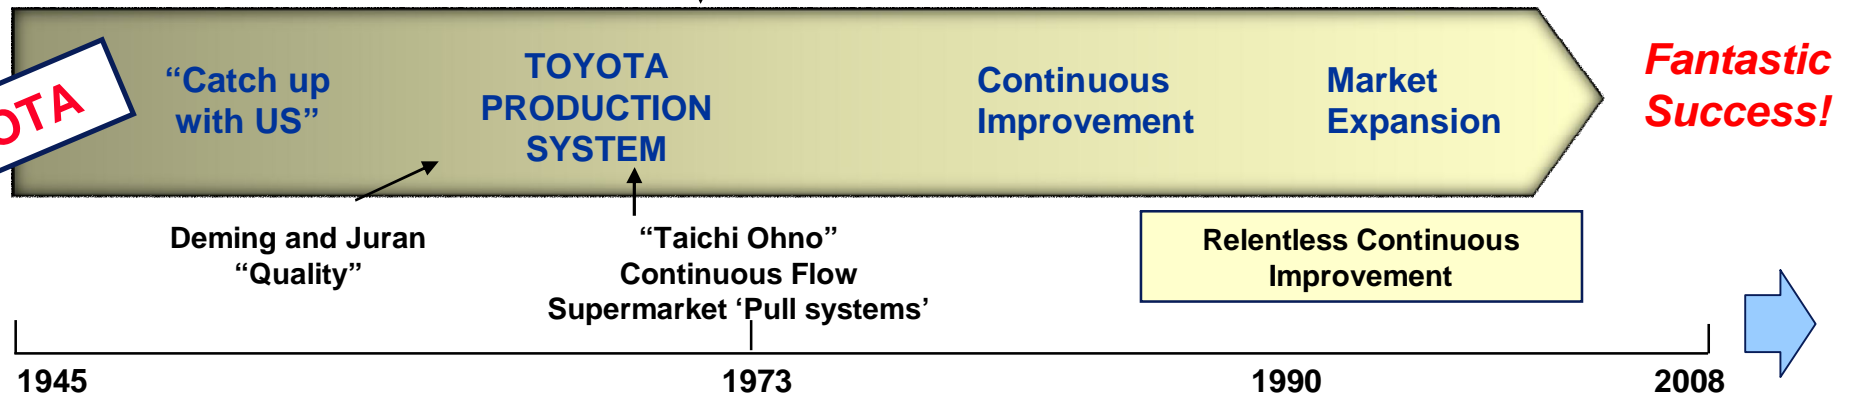 OTA
“Catch up
with US”
TOYOTA
PRODUCTION
SYSTEM
Continuous
Improvement
Market
Expansion
Fantastic
Success!
Deming and Juran
“Quality”
“Taichi Ohno”
Continuous Flow
Supermarket ‘Pull systems’
Relentless Continuous
Improvement
1945
1973
1990
2008